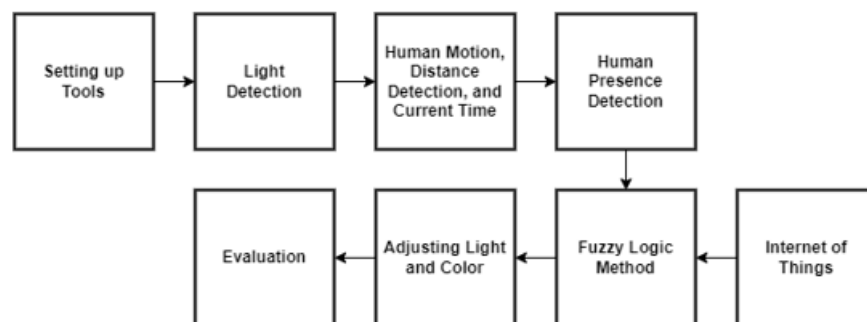 Setting up
Tools
Light
Detection
Human Motion,
Distance
Detection, and
Current Time
Human
Presence
Detection
Evaluation
Adjusting Light
and Color
Fuzzy Logic
Method
Internet of
Things